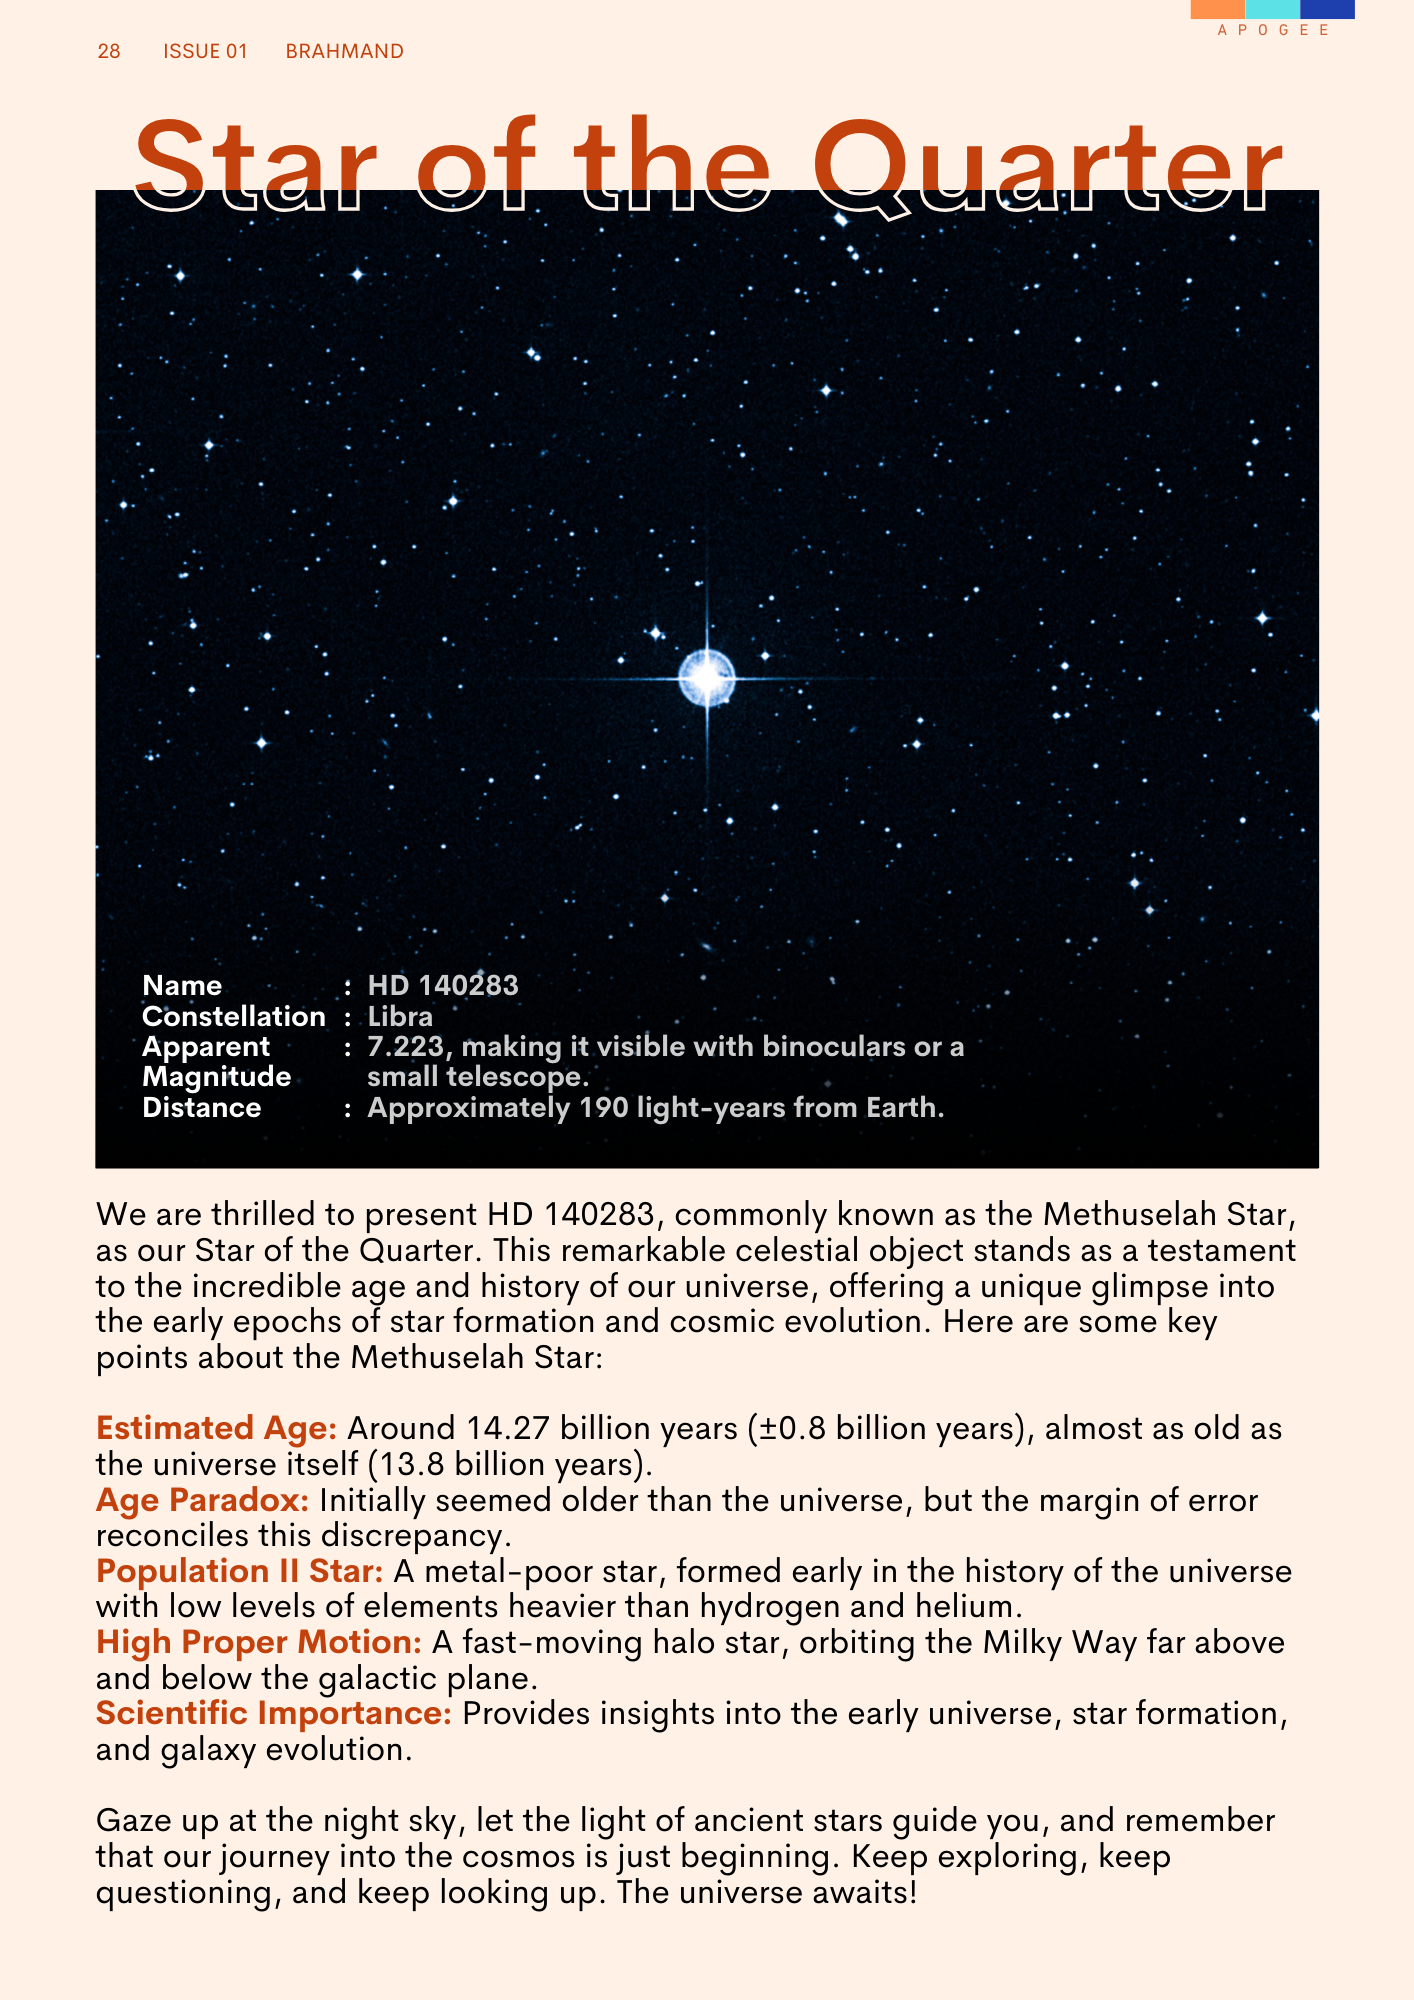 28 ISSUE 01 BRAHMAND
APOGEE
Star of the Quarter
Name : HD 140283
Constellation : Libra
Apparent : 7.223, making it visible with binoculars or a
Magnitude small telescope.
Distance : Approximately 190 light-years from Earth.
We are thrilled to present HD 140283, commonly known as the Methuselah Star,
as our Star of the Quarter. This remarkable celestial object stands as a testament
to the incredible age and history of our universe, offering a unique glimpse into
the early epochs of star formation and cosmic evolution. Here are some key
points about the Methuselah Star:
Estimated Age: Around 14.27 billion years (±0.8 billion years), almost as old as
the universe itself (13.8 billion years).
Age Paradox: Initially seemed older than the universe, but the margin of error
reconciles this discrepancy.
Population II Star: A metal-poor star, formed early in the history of the universe
with low levels of elements heavier than hydrogen and helium.
High Proper Motion: A fast-moving halo star, orbiting the Milky Way far above
and below the galactic plane.
Scientific Importance: Provides insights into the early universe, star formation,
and galaxy evolution.
Gaze up at the night sky, let the light of ancient stars guide you, and remember
that our journey into the cosmos is just beginning. Keep exploring, keep
questioning, and keep looking up. The universe awaits!